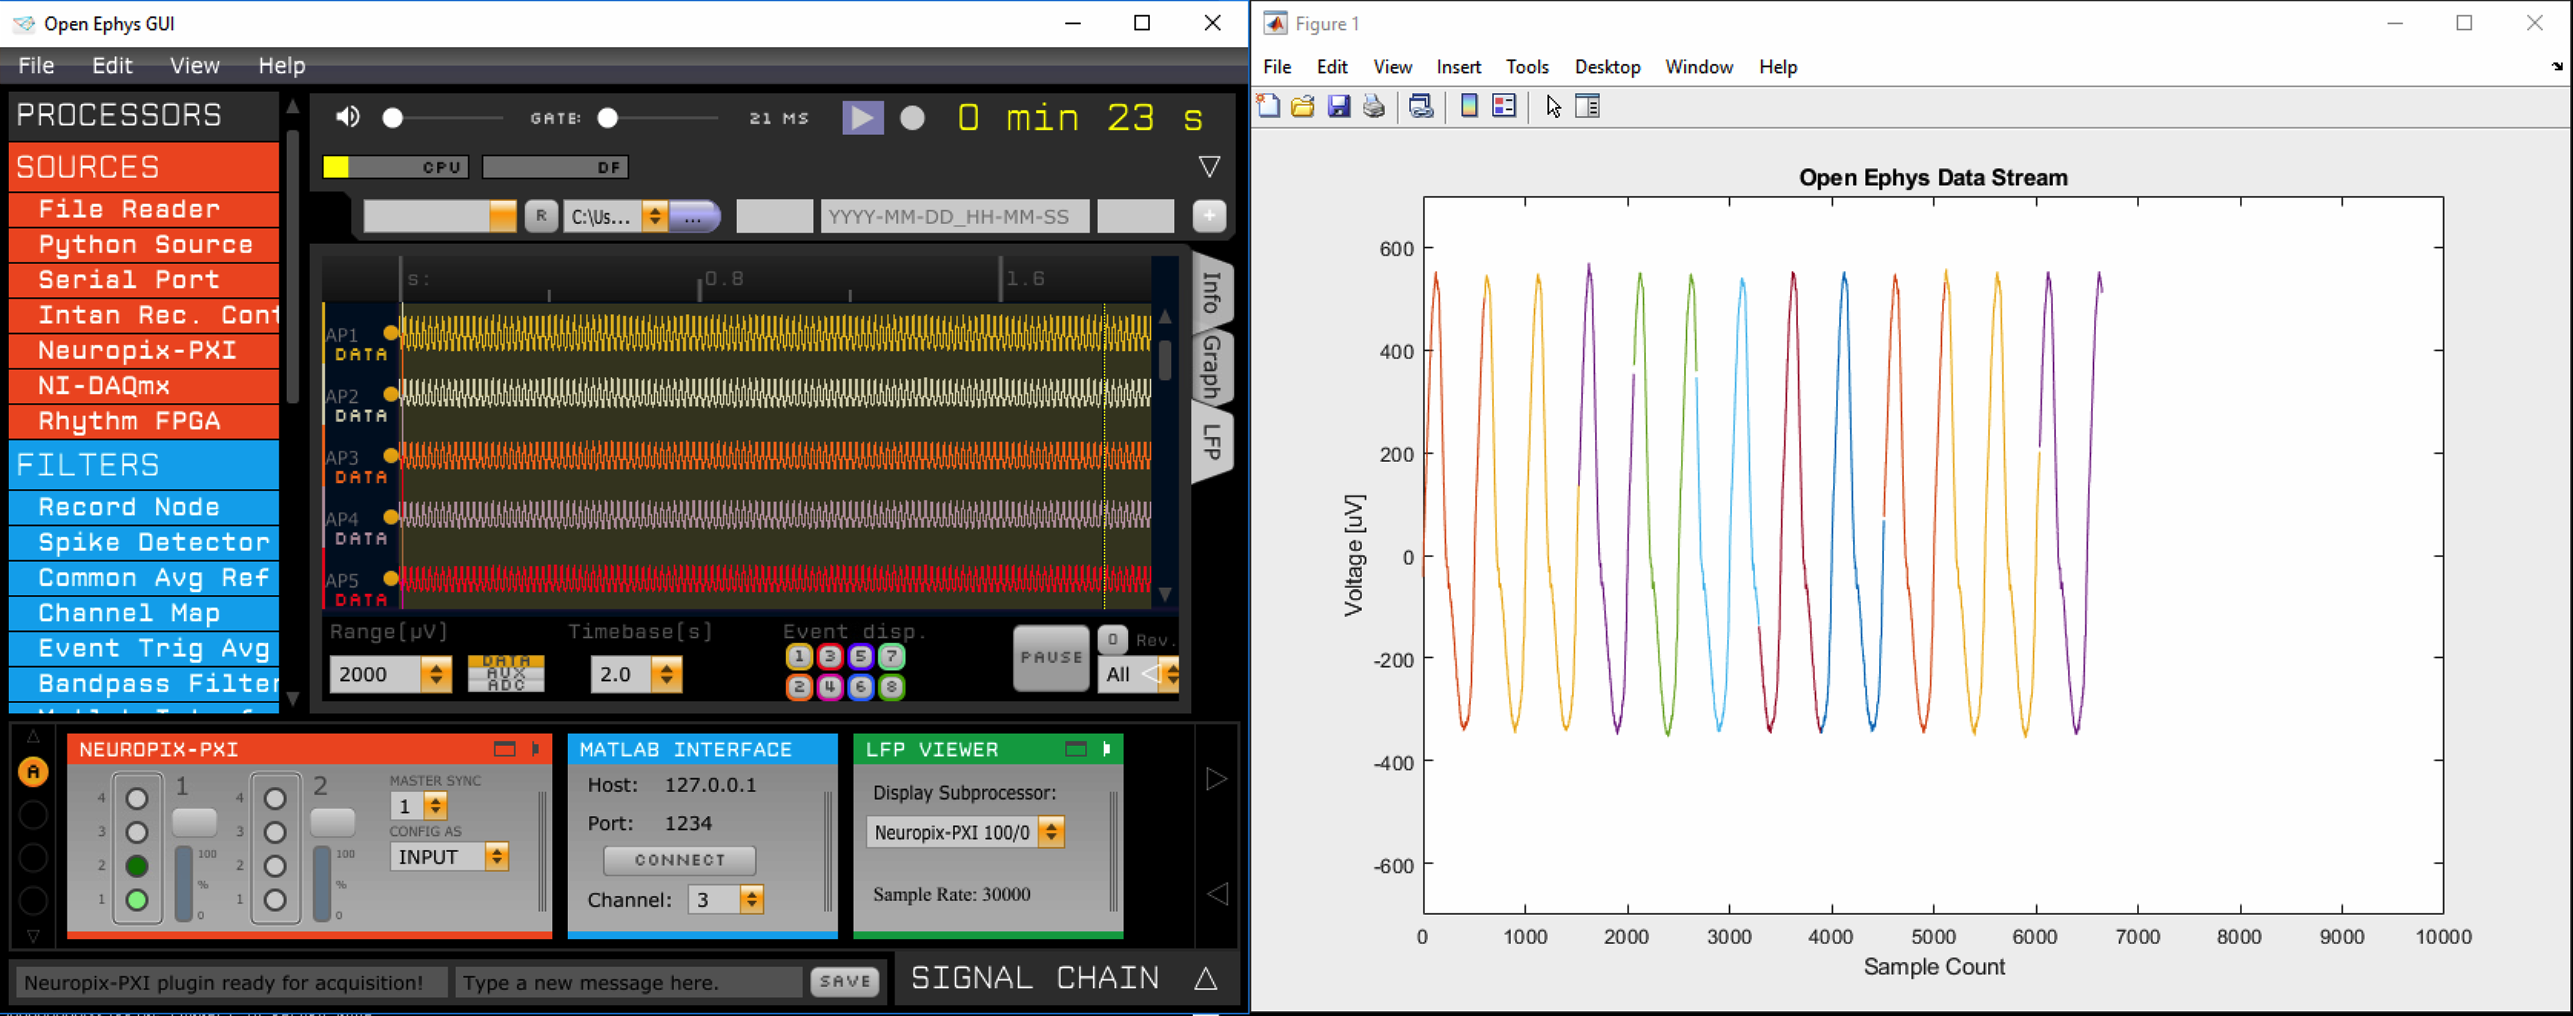 Open Ephys GUI
File Edit View Help
PROCESSORS
SOURCES
File Reader
Python Source
Serial Port
Intan Rec. Cont
Neuropix-PXI
NI-DAQmx
Rhythm FPGA
FILTERS
Record Node
Spike Detector
Common Avg Ref
Channel Map
Event Trig Avg
Bandpass Filter
GATE: 21 MS 0 min 23 s
CPU DF
R C:\Us... ... YYYY-MM-DD_HH-MM-SS +
s: 0.8 1.6
AP1
DATA
AP2
DATA
AP3
DATA
AP4
DATA
AP5
DATA
Info
Graph
LFP
Range[µV] Timebase[s] Event disp.
2000 DATA AUX ADC 2.0
1 3 5 7
2 4 6 8
PAUSE
0 Rev.
All
A
NEUROPIX-PXI
4 3 2 1
1
100 % 0
4 3 2 1
2
100 % 0
MASTER SYNC
1
CONFIG AS
INPUT
MATLAB INTERFACE
Host: 127.0.0.1
Port: 1234
CONNECT
Channel: 3
LFP VIEWER
Display Subprocessor:
Neuropix-PXI 100/0
Sample Rate: 30000
Neuropix-PXI plugin ready for acquisition! Type a new message here. SAVE SIGNAL CHAIN
Figure 1
File Edit View Insert Tools Desktop Window Help
Open Ephys Data Stream
600
400
200
0
-200
-400
-600
Voltage [uV]
0 1000 2000 3000 4000 5000 6000 7000 8000 9000 10000
Sample Count